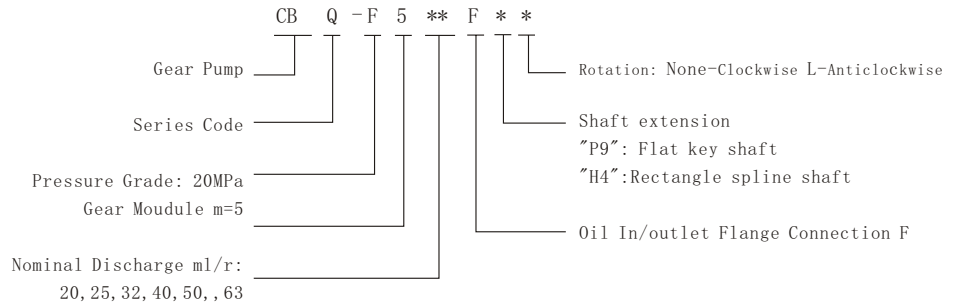 CB Q -F 5 ** F * *
Gear Pump
Series Code
Pressure Grade: 20MPa
Gear Moudule m=5
Nominal Discharge ml/r:
20,25,32,40,50,,63
Rotation: None-Clockwise L-Anticlockwise
Shaft extension
"P9": Flat key shaft
"H4":Rectangle spline shaft
Oil In/outlet Flange Connection F